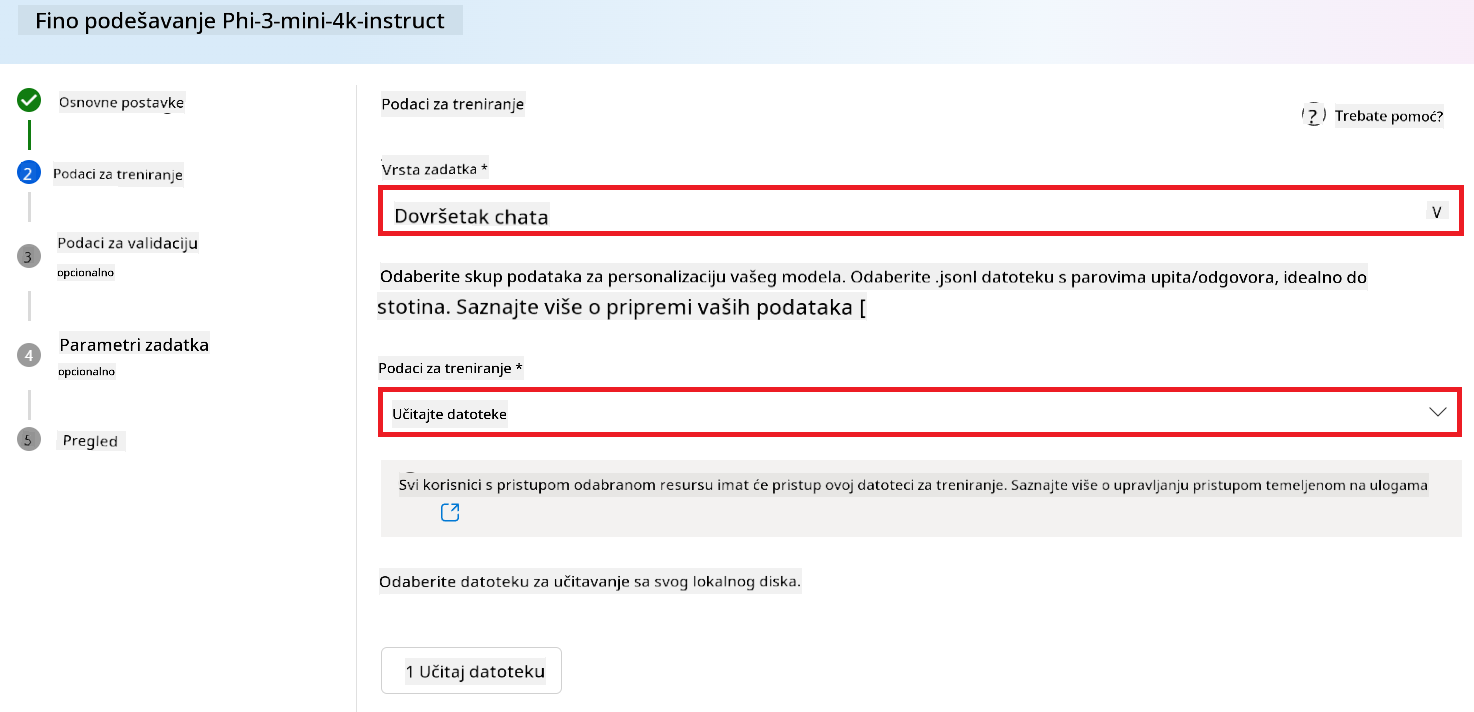 Fino podešavanje Phi-3-mini-4k-instruct
Osnovne postavke
2
Podaci za treniranje
3
Podaci za validaciju
opcionalno
4
Parametri zadatka
opcionalno
5
Pregled
Podaci za treniranje
? Trebate pomoć?
Vrsta zadatka *
Dovršetak chata V
Odaberite skup podataka za personalizaciju vašeg modela. Odaberite .jsonl datoteku s parovima upita/odgovora, idealno do
stotina. Saznajte više o pripremi vaših podataka [
Podaci za treniranje *
Učitajte datoteke
Svi korisnici s pristupom odabranom resursu imat će pristup ovoj datoteci za treniranje. Saznajte više o upravljanju pristupom temeljenom na ulogama
Odaberite datoteku za učitavanje sa svog lokalnog diska.
1 Učitaj datoteku